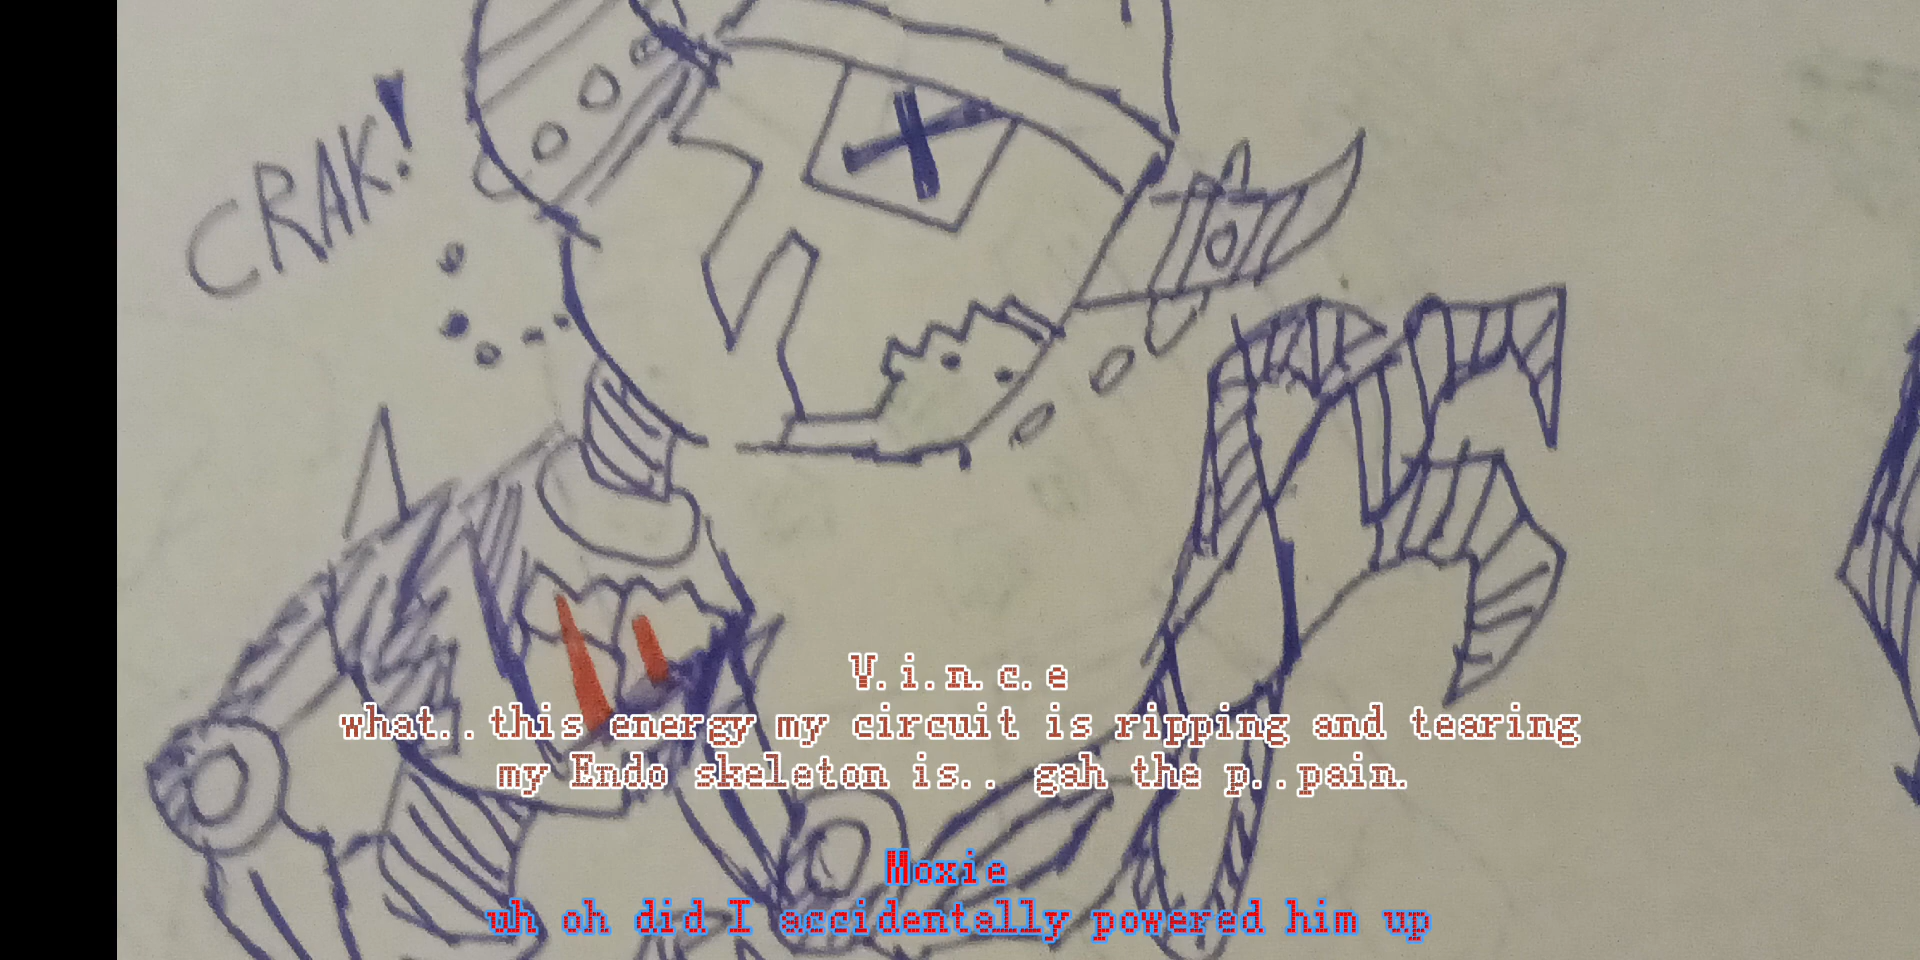 CRAK!
V.i.n.c.e
what..this energy my circuit is ripping and tearing
my Endo skeleton is.. gah the p..pain.
Moxie
uh oh did I accidentally powered him up